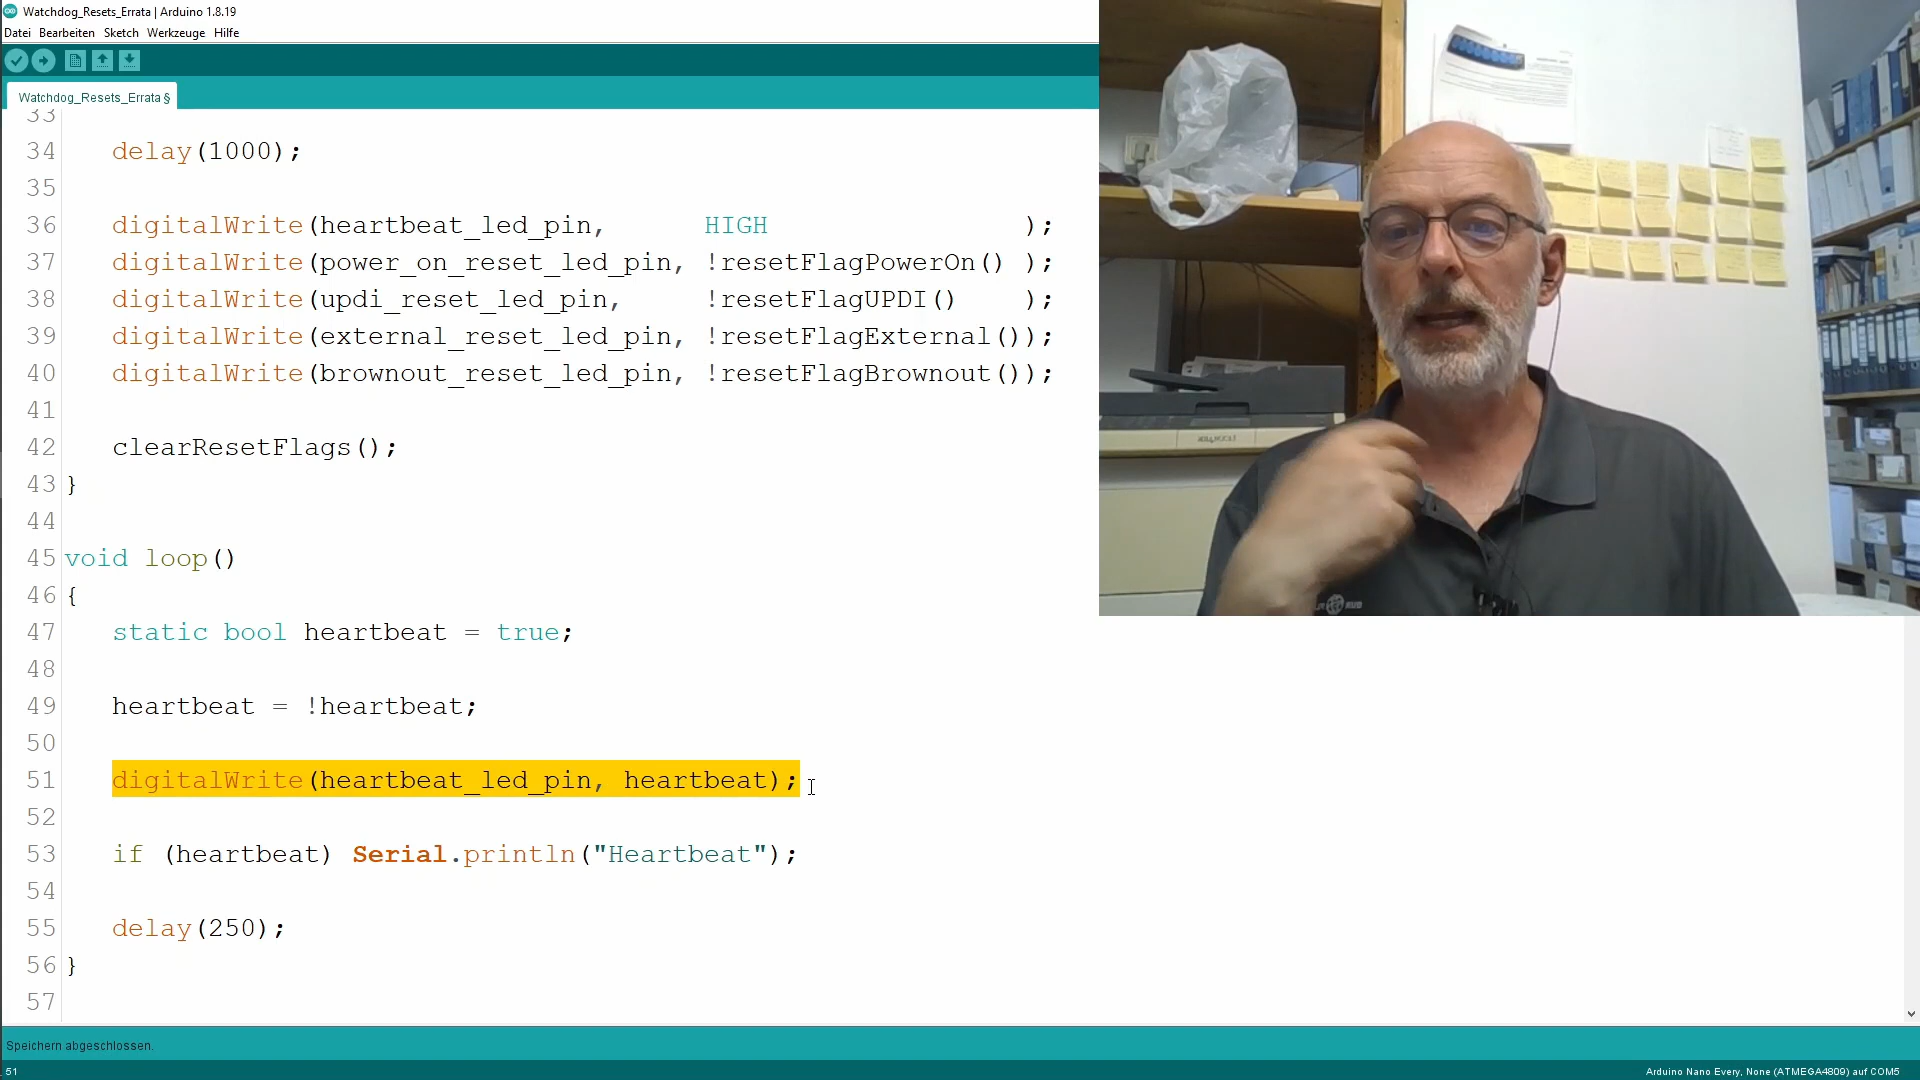 Watchdog_Resets_Errata | Arduino 1.8.19
Datei Bearbeiten Sketch Werkzeuge Hilfe
Watchdog_Resets_Errata §
33
34 delay(1000);
35
36 digitalWrite(heartbeat_led_pin, HIGH );
37 digitalWrite(power_on_reset_led_pin, !resetFlagPowerOn() );
38 digitalWrite(updi_reset_led_pin, !resetFlagUPDI() );
39 digitalWrite(external_reset_led_pin, !resetFlagExternal());
40 digitalWrite(brownout_reset_led_pin, !resetFlagBrownout());
41
42 clearResetFlags();
43 }
44
45 void loop()
46 {
47 static bool heartbeat = true;
48
49 heartbeat = !heartbeat;
50
51 digitalWrite(heartbeat_led_pin, heartbeat);
52
53 if (heartbeat) Serial.println("Heartbeat");
54
55 delay(250);
56 }
57
Speichern abgeschlossen.
51
Arduino Nano Every, None (ATMEGA4809) auf COM5